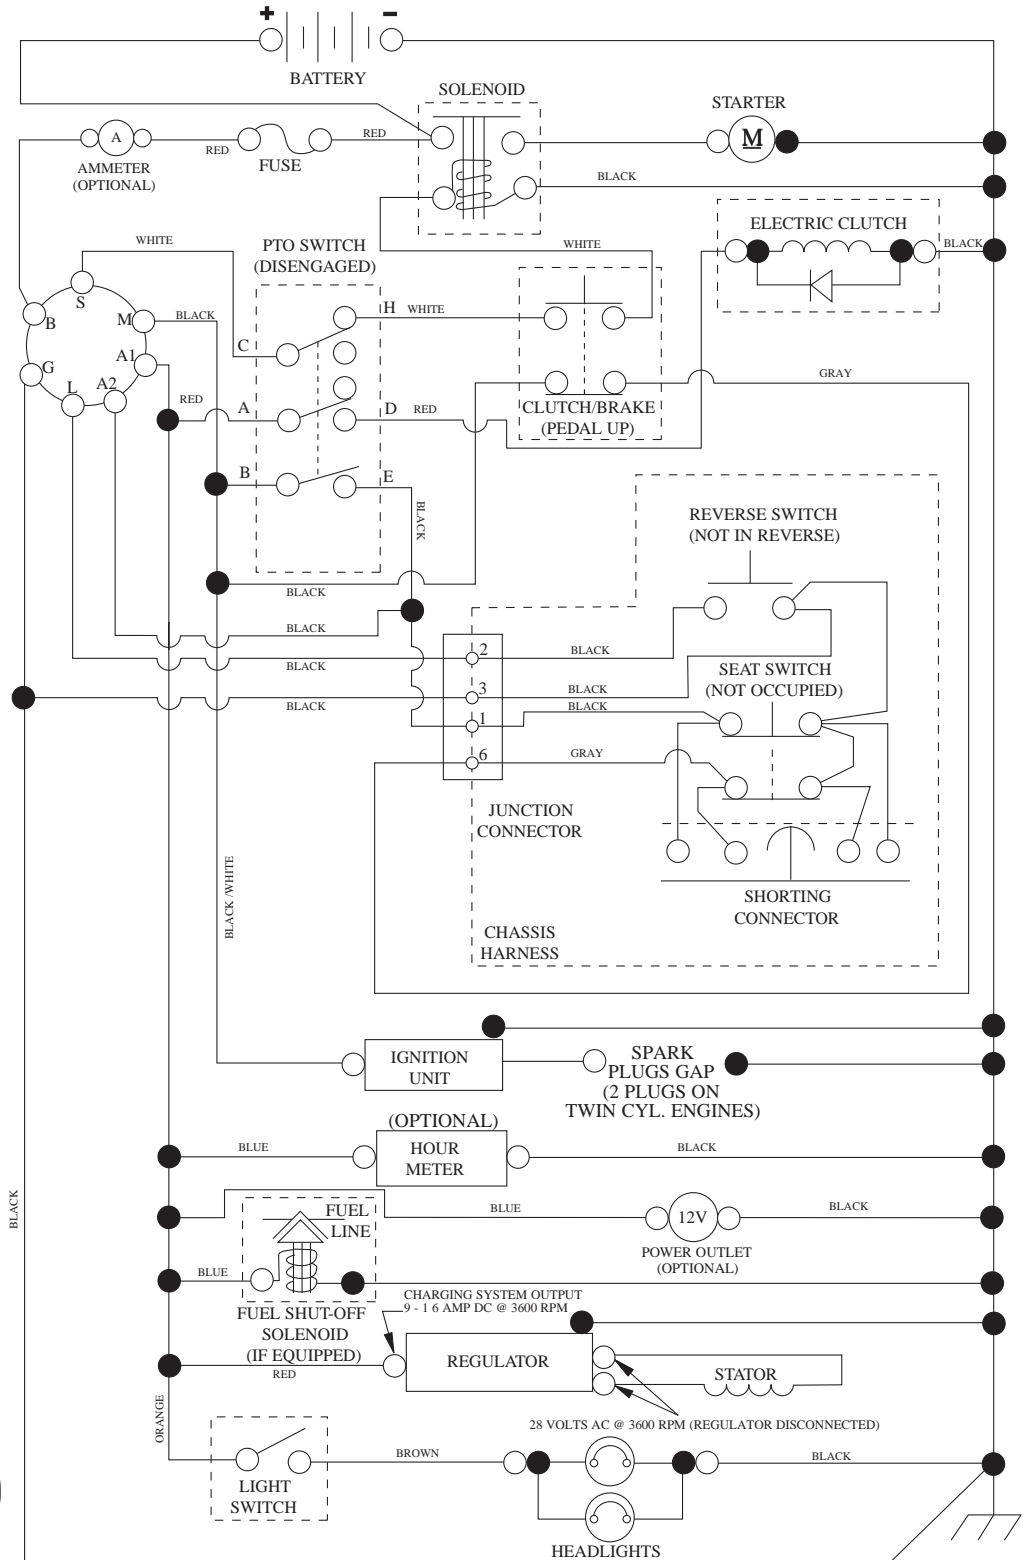 + −
BATTERY
SOLENOID
STARTER
A
RED
FUSE
RED
M
AMMETER
(OPTIONAL)
BLACK
ELECTRIC CLUTCH
BLACK
WHITE
PTO SWITCH
(DISENGAGED)
WHITE
S
B
M
BLACK
H
WHITE
C
G
A1
L
A2
RED
A
D
RED
GRAY
CLUTCH/BRAKE
(PEDAL UP)
B
E
BLACK
REVERSE SWITCH
(NOT IN REVERSE)
BLACK
BLACK
BLACK
2
BLACK
SEAT SWITCH
(NOT OCCUPIED)
3
BLACK
BLACK
BLACK
1
6
GRAY
JUNCTION
CONNECTOR
BLACK /WHITE
SHORTING
CONNECTOR
CHASSIS
HARNESS
IGNITION
UNIT
SPARK
PLUGS GAP
(2 PLUGS ON
TWIN CYL. ENGINES)
(OPTIONAL)
BLUE
HOUR
METER
BLACK
BLACK
FUEL
LINE
BLUE
12V
BLACK
POWER OUTLET
(OPTIONAL)
BLUE
FUEL SHUT-OFF
SOLENOID
(IF EQUIPPED)
CHARGING SYSTEM OUTPUT
9 - 1 6 AMP DC @ 3600 RPM
RED
REGULATOR
STATOR
ORANGE
28 VOLTS AC @ 3600 RPM (REGULATOR DISCONNECTED)
BROWN
BLACK
LIGHT
SWITCH
HEADLIGHTS